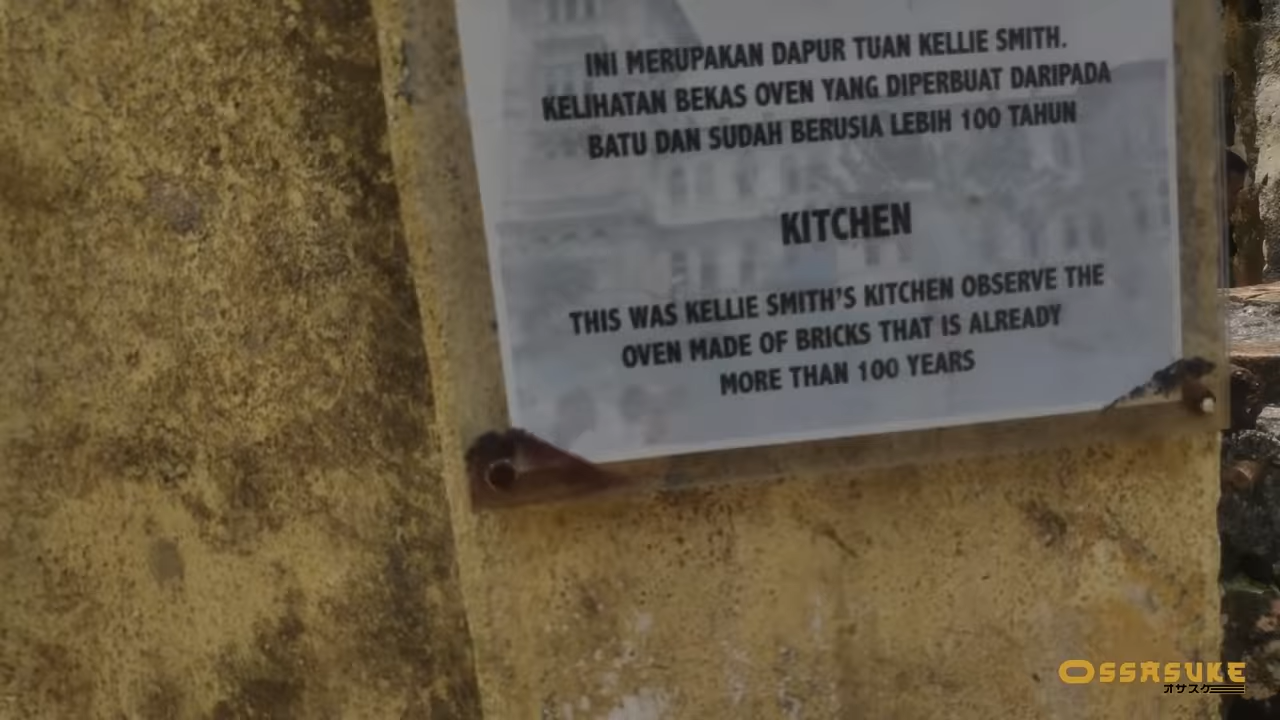 INI MERUPAKAN DAPUR TUAN KELLIE SMITH.
KELIHATAN BEKAS OVEN YANG DIPERBUAT DARIPADA
BATU DAN SUDAH BERUSIA LEBIH 100 TAHUN
KITCHEN
THIS WAS KELLIE SMITH'S KITCHEN OBSERVE THE
OVEN MADE OF BRICKS THAT IS ALREADY
MORE THAN 100 YEARS
OSSASUKE
オサスケ